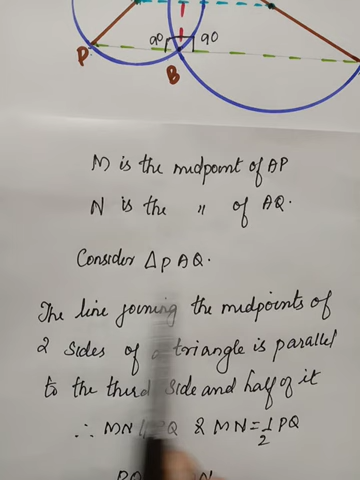 90 90
P
B
M is the midpoint of AP
N is the " of AQ.
Consider △PAQ.
The line joining the midpoints of
2 sides of triangle is parallel
to the third side and half of it
∴ MN PQ & MN = 1/2 PQ